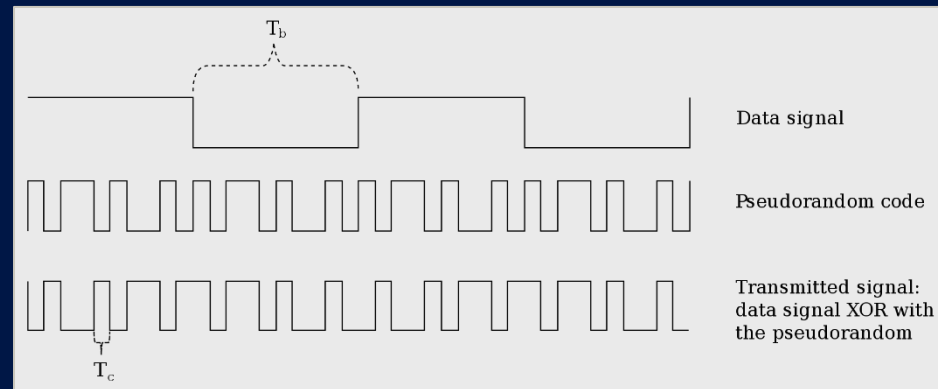 T_b
Data signal
Pseudorandom code
Transmitted signal:
data signal XOR with
the pseudorandom
T_c